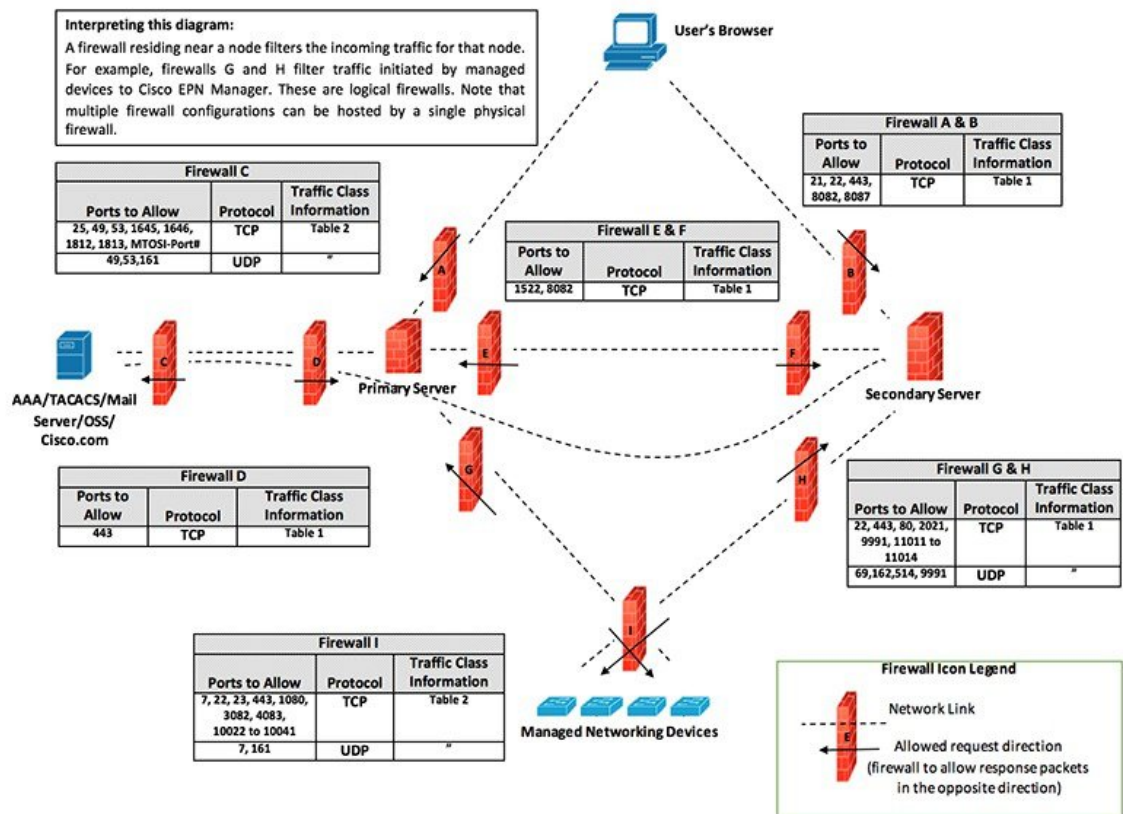 Interpreting this diagram:
A firewall residing near a node filters the incoming traffic for that node.
For example, firewalls G and H filter traffic initiated by managed
devices to Cisco EPN Manager. These are logical firewalls. Note that
multiple firewall configurations can be hosted by a single physical
firewall.
User's Browser
Firewall A & B
Ports to Allow Protocol Traffic Class Information
21, 22, 443,
8082, 8087 TCP Table 1
Firewall C
Ports to Allow Protocol Traffic Class Information
25, 49, 53, 1645, 1646,
1812, 1813, MTOSI-Port# TCP Table 2
49,53,161 UDP "
Firewall E & F
Ports to Allow Protocol Traffic Class Information
1522, 8082 TCP Table 1
A
B
C
D
Primary Server
E
F
Secondary Server
AAA/TACACS/Mail
Server/OSS/
Cisco.com
G
H
Firewall D
Ports to Allow Protocol Traffic Class Information
443 TCP Table 1
Firewall G & H
Ports to Allow Protocol Traffic Class Information
22, 443, 80, 2021,
9991, 11011 to
11014 TCP Table 1
69,162,514, 9991 UDP "
I
Firewall I
Ports to Allow Protocol Traffic Class Information
7, 22, 23, 443, 1080,
3082, 4083,
10022 to 10041 TCP Table 2
7, 161 UDP "
Managed Networking Devices
Firewall Icon Legend
Network Link
E
Allowed request direction
(firewall to allow response packets
in the opposite direction)